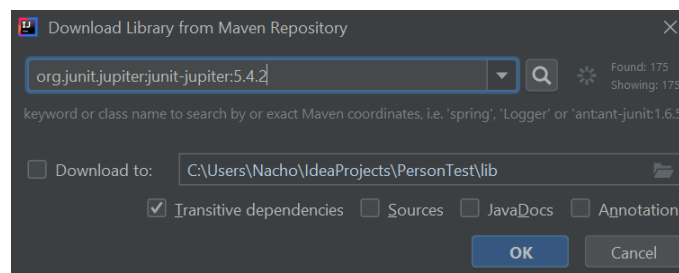 Download Library from Maven Repository
org.junit.jupiter:junit-jupiter:5.4.2
Found: 175
Showing: 175
keyword or class name to search by or exact Maven coordinates, i.e. 'spring', 'Logger' or 'ant:ant-junit:1.6.5
Download to: C:\Users\Nacho\IdeaProjects\PersonTest\lib
Transitive dependencies Sources JavaDocs Annotation
OK Cancel